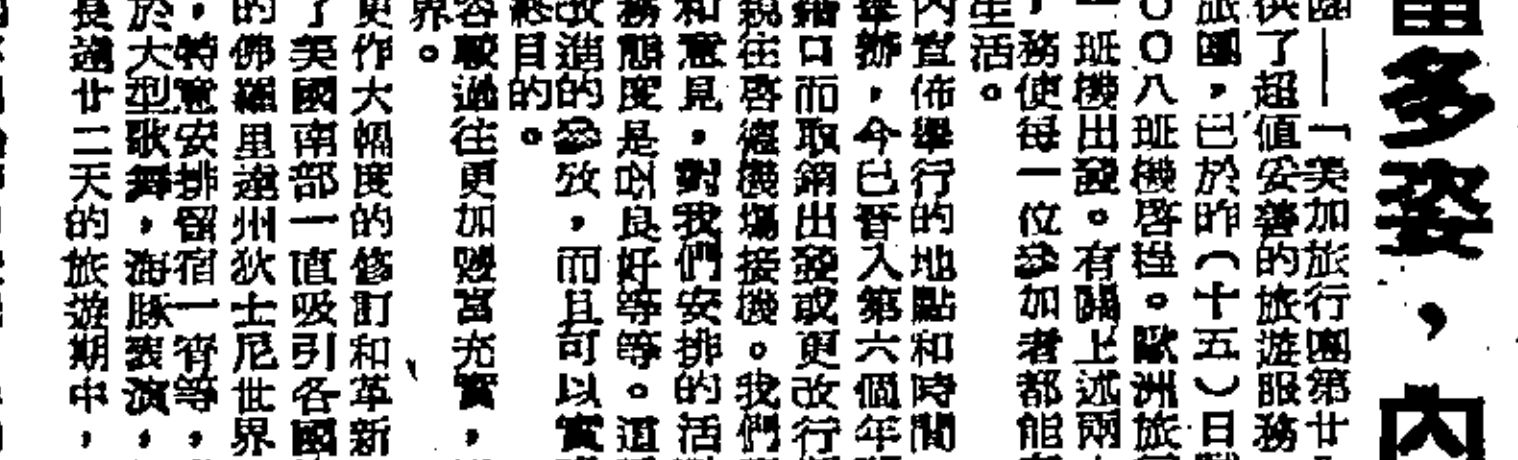 多姿，內
——「美加旅行團第廿
供了超值妥善的旅遊服務
旅團，已於昨（十五）日
〇〇八班機啓程。歐洲旅
一班機出發。有關上述兩
，務使每一位參加者都能
生活。
內宣佈舉行的地點和時間
舉辦，今已晉入第六個年
藉口而取銷出發或更改行
親往啓德機塲接機。我們
和意見，對我們安排的活
務態度是否良好等等。這
改進的參攷，而且可以實
目的。
容較過往更加豐富充實，
界。
更作大幅度的修訂和革新
了美國南部一直吸引各國
的佛羅里達州狄士尼世界
，特意安排留宿一宵等，
於大型歌舞，海豚表演，
長達廿二天的旅遊期中，